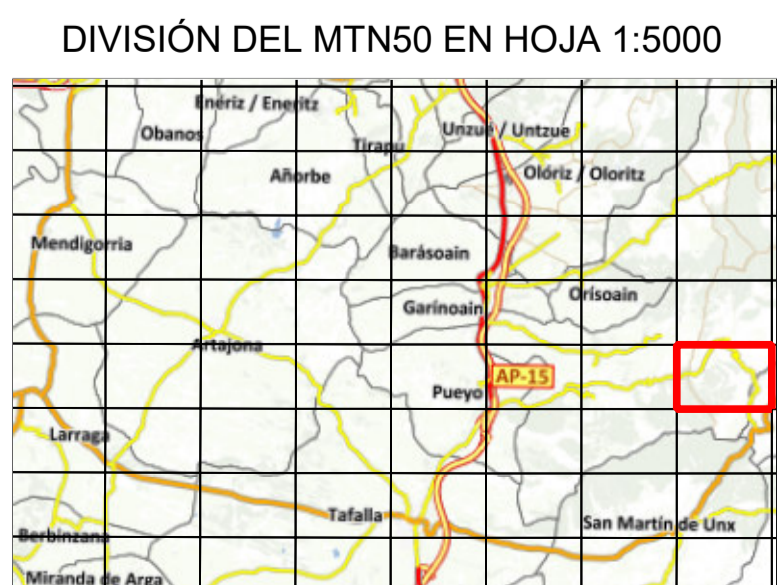 DIVISIÓN DEL MTN50 EN HOJA 1:5000
Enériz / Eneritz
Obanos
Unzué / Untzue
Tirapu
Añorbe
Olóriz / Oloritz
Mendigorria
Barásoain
Orisoain
Garínoain
Artajona
AP-15
Pueyo
Larraga
Tafalla
San Martín de Unx
Berbinzana
Miranda de Arga